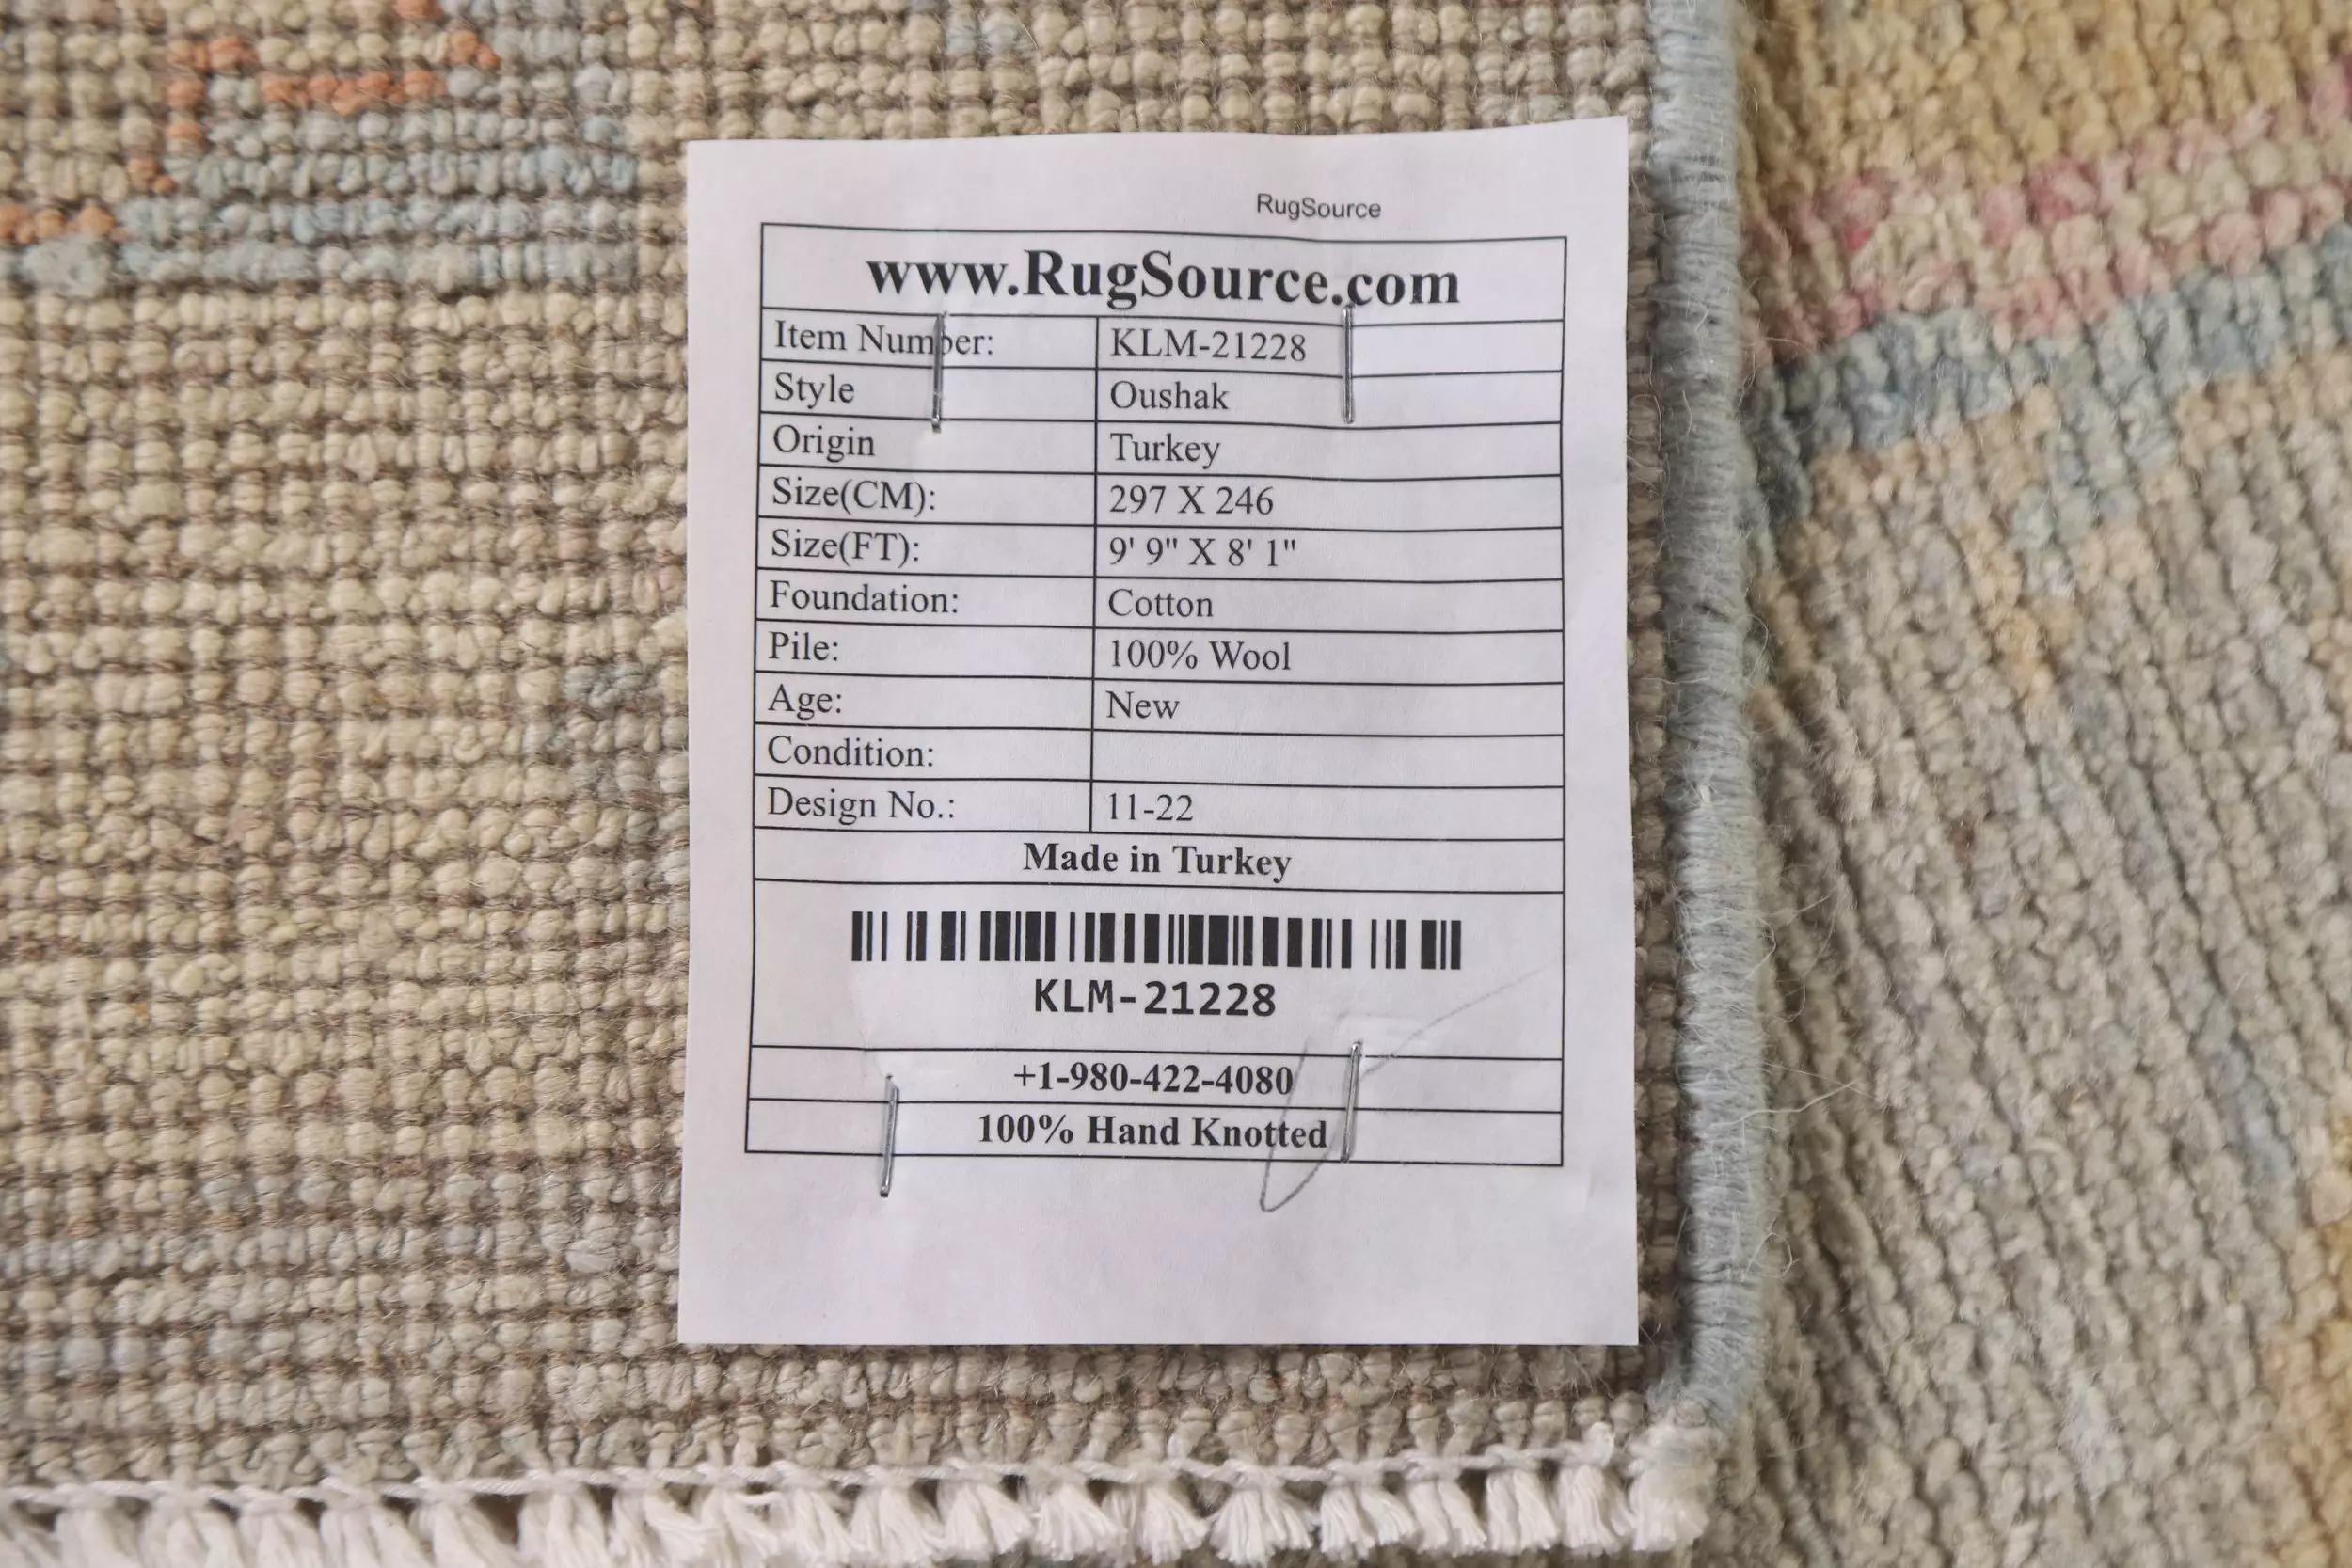 RugSource
www.RugSource.com
Item Number: KLM-21228
Style Oushak
Origin Turkey
Size(CM): 297 X 246
Size(FT): 9' 9" X 8' 1"
Foundation: Cotton
Pile: 100% Wool
Age: New
Condition:
Design No.: 11-22
Made in Turkey
KLM-21228
+1-980-422-4080
100% Hand Knotted